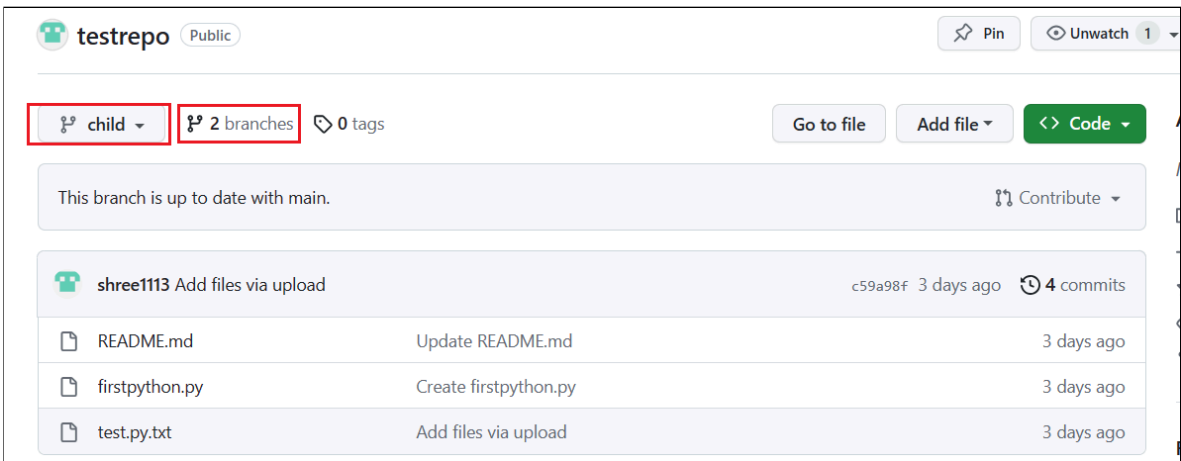 testrepo Public Pin Unwatch 1
child 2 branches 0 tags Go to file Add file <> Code
This branch is up to date with main. Contribute
shree1113 Add files via upload c59a98f 3 days ago 4 commits
README.md Update README.md 3 days ago
firstpython.py Create firstpython.py 3 days ago
test.py.txt Add files via upload 3 days ago